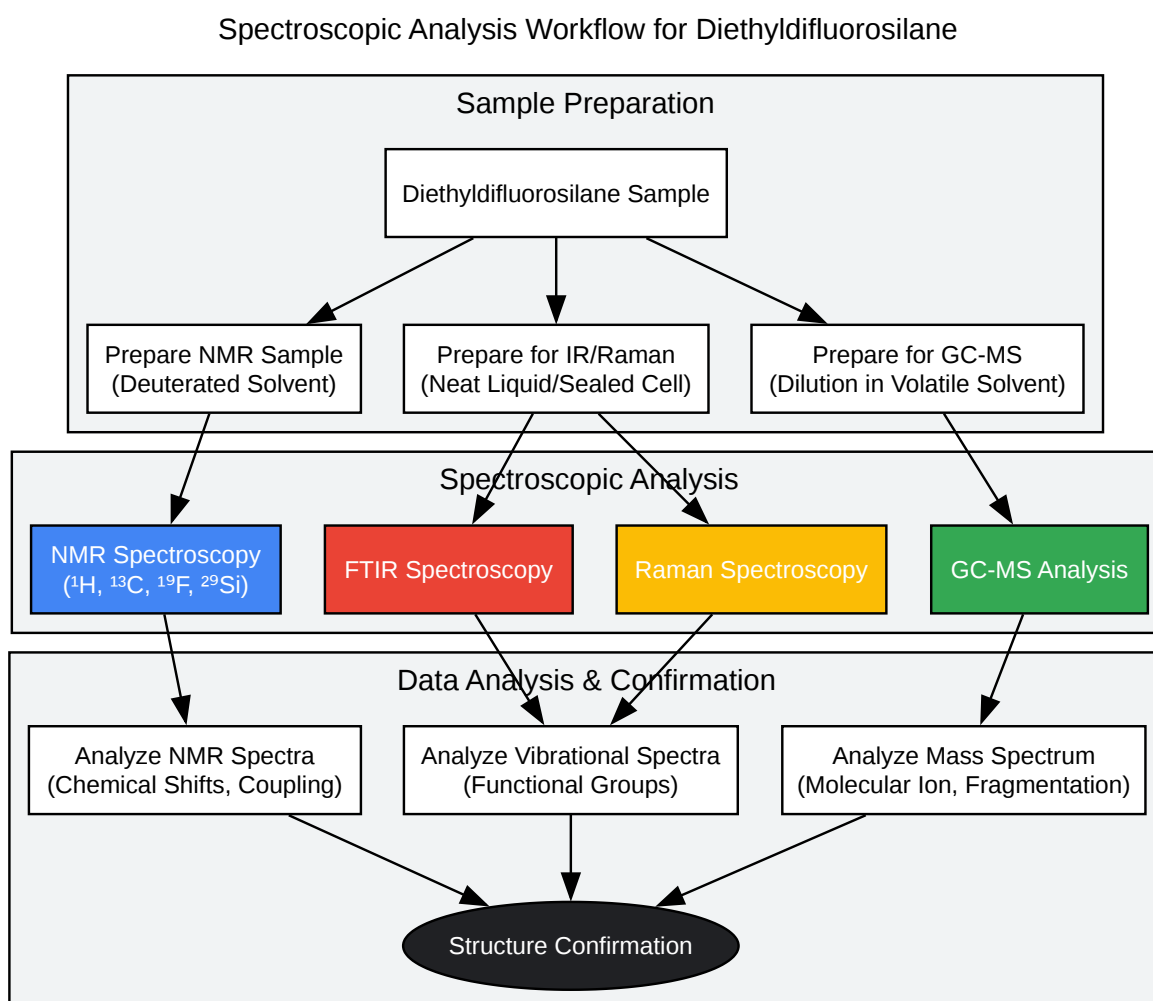 Spectroscopic Analysis Workflow for Diethyldifluorosilane
Sample Preparation
Diethyldifluorosilane Sample
Prepare NMR Sample
(Deuterated Solvent)
Prepare for IR/Raman
(Neat Liquid/Sealed Cell)
Prepare for GC-MS
(Dilution in Volatile Solvent)
Spectroscopic Analysis
NMR Spectroscopy
(¹H, ¹³C, ¹⁹F, ²⁹Si)
FTIR Spectroscopy
Raman Spectroscopy
GC-MS Analysis
Data Analysis & Confirmation
Analyze NMR Spectra
(Chemical Shifts, Coupling)
Analyze Vibrational Spectra
(Functional Groups)
Analyze Mass Spectrum
(Molecular Ion, Fragmentation)
Structure Confirmation